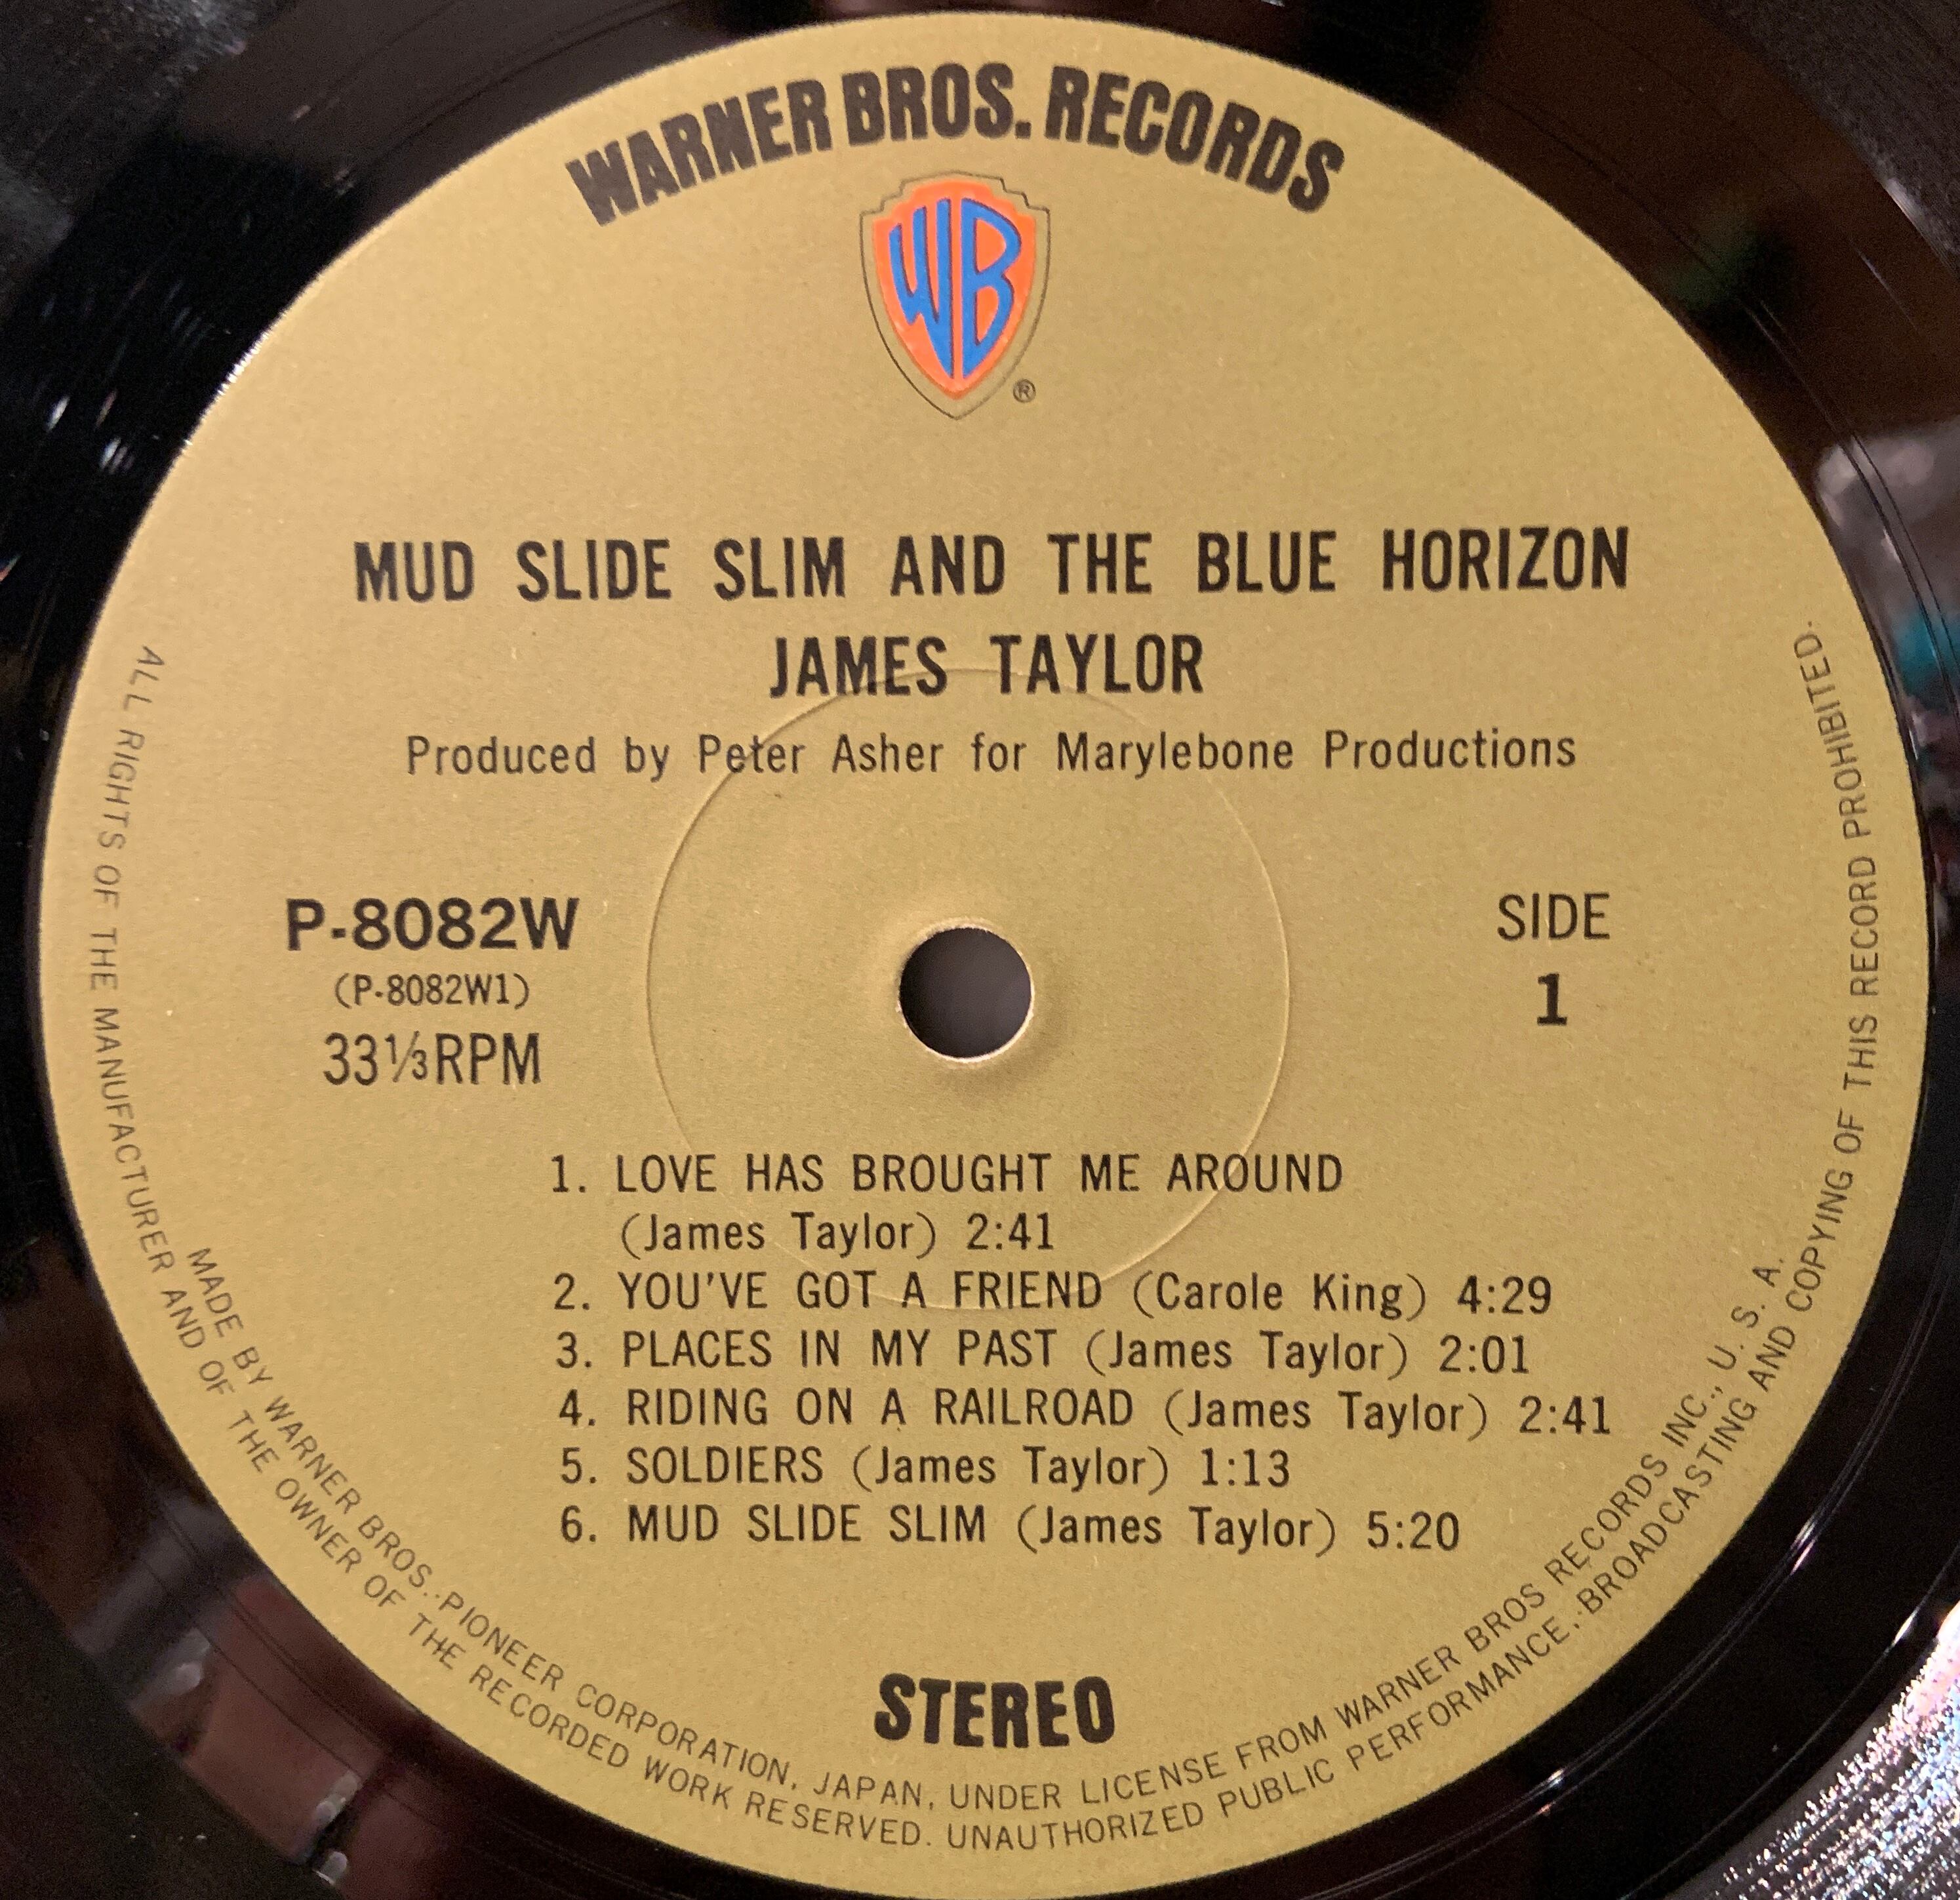 WARNER BROS. RECORDS
WB
®
MUD SLIDE SLIM AND THE BLUE HORIZON
JAMES TAYLOR
Produced by Peter Asher for Marylebone Productions
P-8082W
(P-8082W1)
33⅓RPM
SIDE
1
1. LOVE HAS BROUGHT ME AROUND
(James Taylor) 2:41
2. YOU'VE GOT A FRIEND (Carole King) 4:29
3. PLACES IN MY PAST (James Taylor) 2:01
4. RIDING ON A RAILROAD (James Taylor) 2:41
5. SOLDIERS (James Taylor) 1:13
6. MUD SLIDE SLIM (James Taylor) 5:20
STEREO
MADE BY WARNER BROS.-PIONEER CORPORATION, JAPAN, UNDER LICENSE FROM WARNER BROS RECORDS INC., U. S. A.
ALL RIGHTS OF THE MANUFACTURER AND OF THE OWNER OF THE RECORDED WORK RESERVED. UNAUTHORIZED PUBLIC PERFORMANCE, BROADCASTING AND COPYING OF THIS RECORD PROHIBITED.